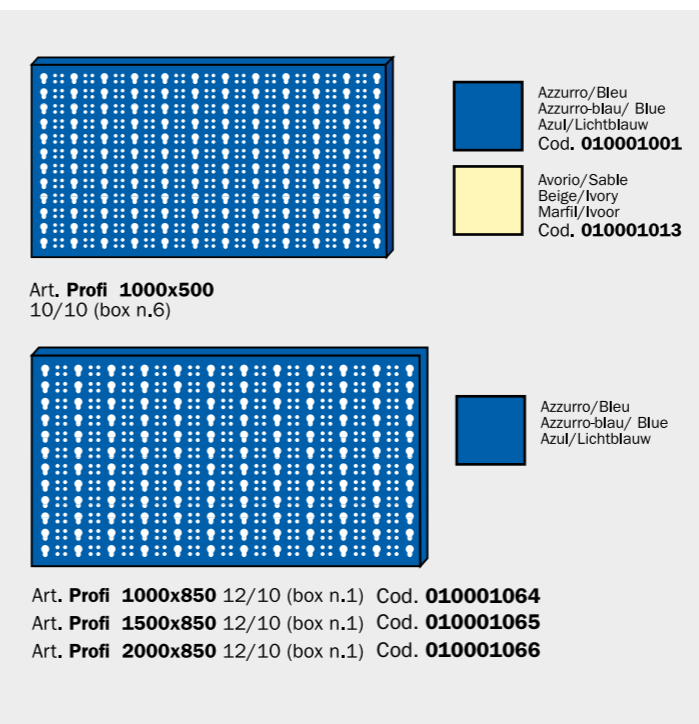 Azzurro/Bleu
Azzurro-blau/ Blue
Azul/Lichtblauw
Cod. 010001001
Avorio/Sable
Beige/Ivory
Marfil/Ivoor
Cod. 010001013
Art. Profi 1000x500
10/10 (box n.6)
Azzurro/Bleu
Azzurro-blau/ Blue
Azul/Lichtblauw
Art. Profi 1000x850 12/10 (box n.1) Cod. 010001064
Art. Profi 1500x850 12/10 (box n.1) Cod. 010001065
Art. Profi 2000x850 12/10 (box n.1) Cod. 010001066